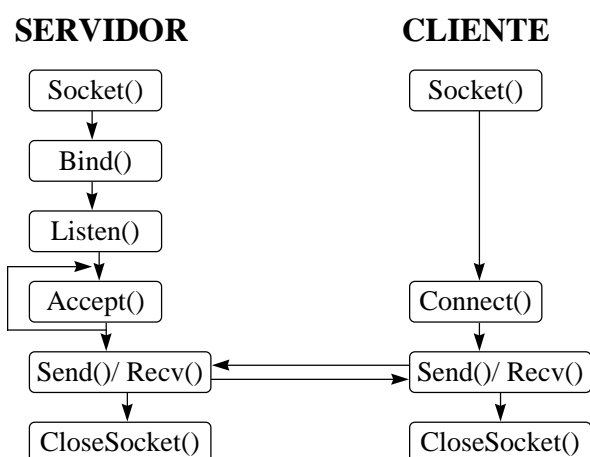 SERVIDOR CLIENTE
Socket() Socket()
Bind()
Listen()
Accept() Connect()
Send()/ Recv() Send()/ Recv()
CloseSocket() CloseSocket()